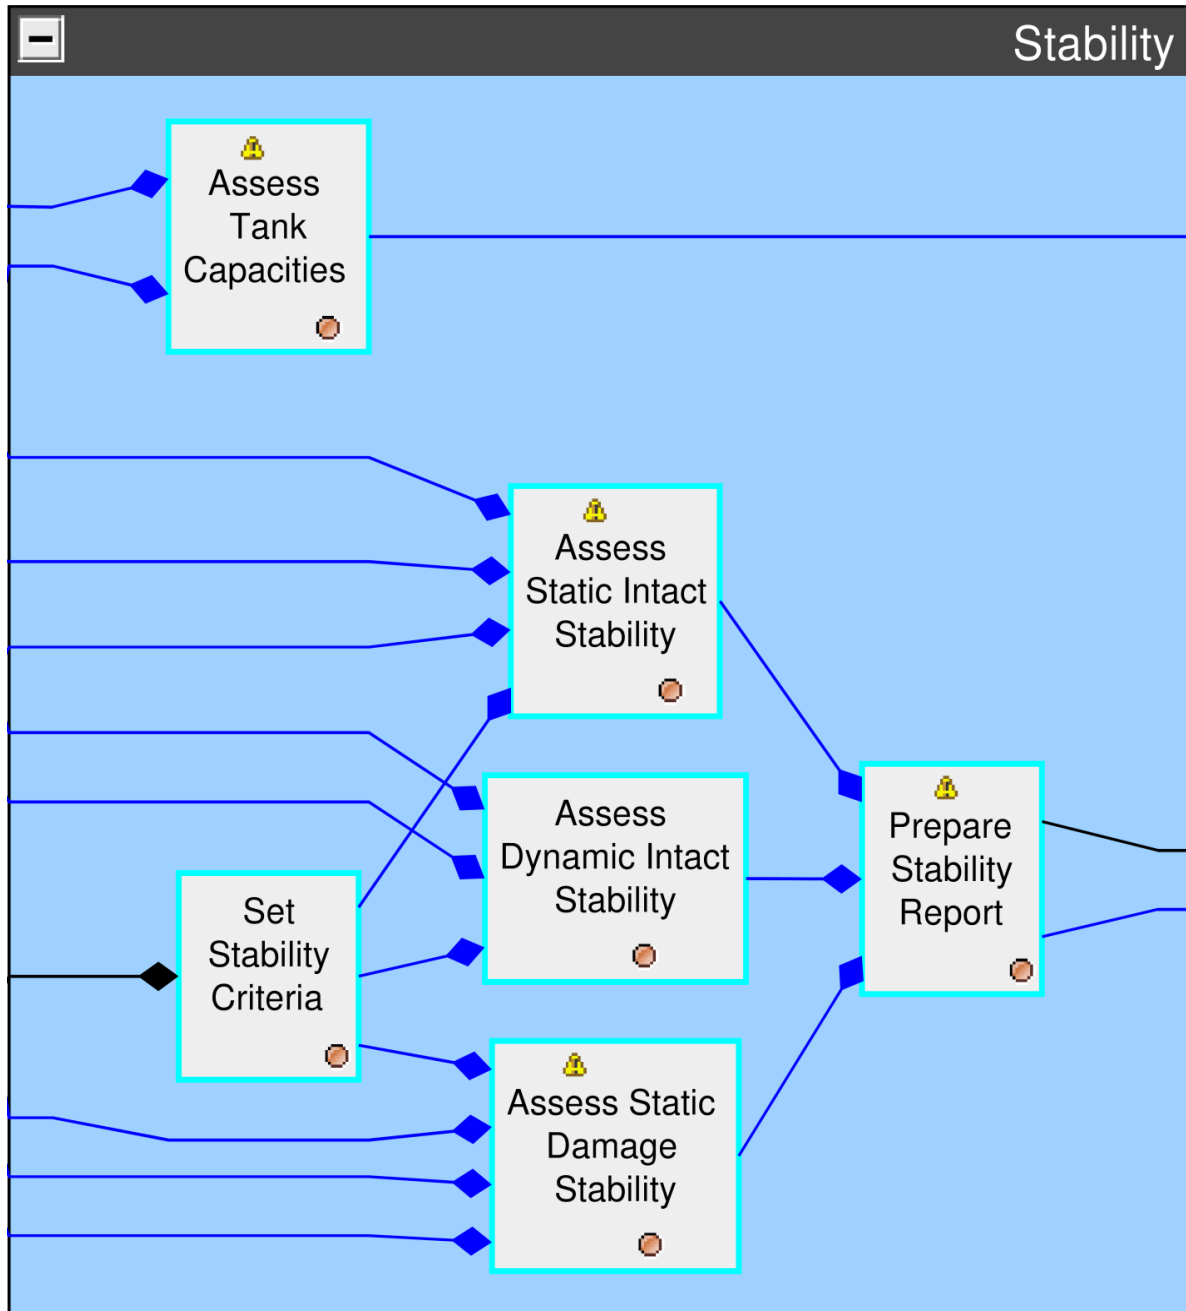 Stability
Assess
Tank
Capacities
Assess
Static Intact
Stability
Assess
Dynamic Intact
Stability
Prepare
Stability
Report
Set
Stability
Criteria
Assess Static
Damage
Stability